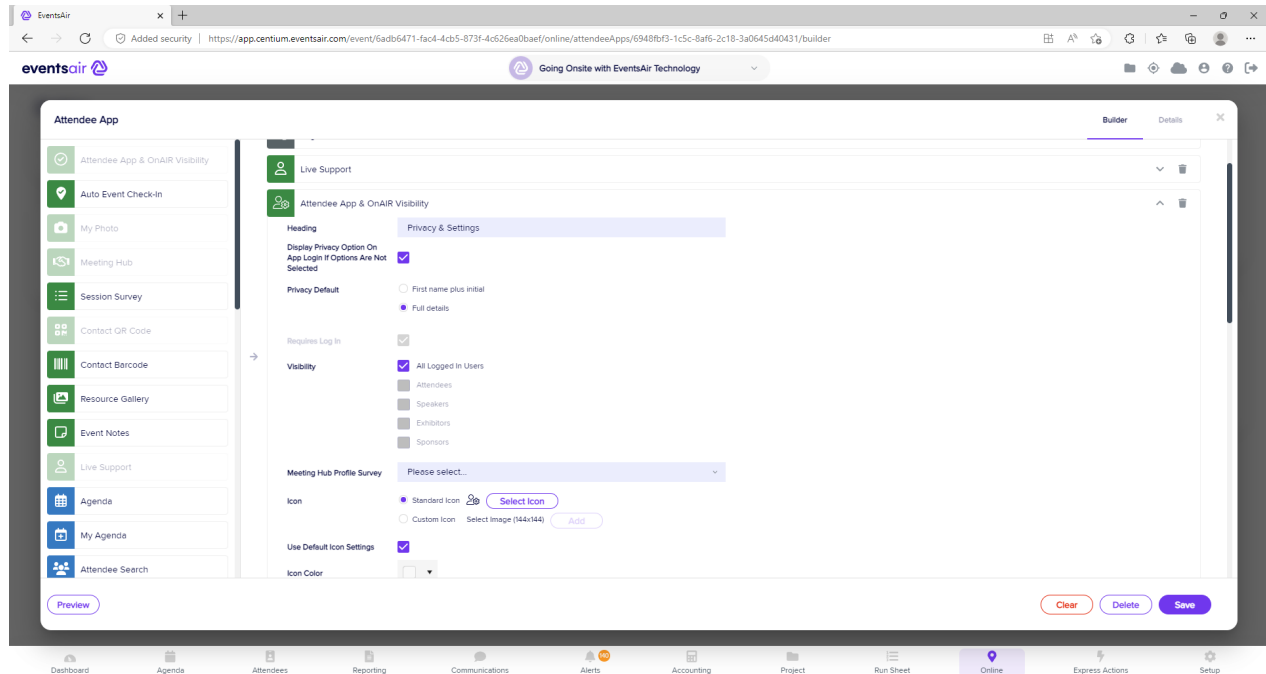 EventsAir
Added security
https://app.centium.eventsair.com/event/6adb6471-fac4-4cb5-873f-4c626ea0baef/online/attendeeApps/6948fbf3-1c5c-8af6-2c18-3a0645d40431/builder
eventsair
Going Onsite with EventsAir Technology
Attendee App
Builder
Details
Attendee App & OnAIR Visibility
Auto Event Check-In
My Photo
Meeting Hub
Session Survey
Contact QR Code
Contact Barcode
Resource Gallery
Event Notes
Live Support
Agenda
My Agenda
Attendee Search
Live Support
Attendee App & OnAIR Visibility
Heading
Privacy & Settings
Display Privacy Option On
App Login If Options Are Not
Selected
Privacy Default
First name plus initial
Full details
Requires Log In
Visibility
All Logged In Users
Attendees
Speakers
Exhibitors
Sponsors
Meeting Hub Profile Survey
Please select...
Icon
Standard Icon
Select Icon
Custom Icon
Select Image (144x144)
Add
Use Default Icon Settings
Icon Color
Preview
Clear
Delete
Save
Dashboard
Agenda
Attendees
Reporting
Communications
Alerts
Accounting
Project
Run Sheet
Online
Express Actions
Setup